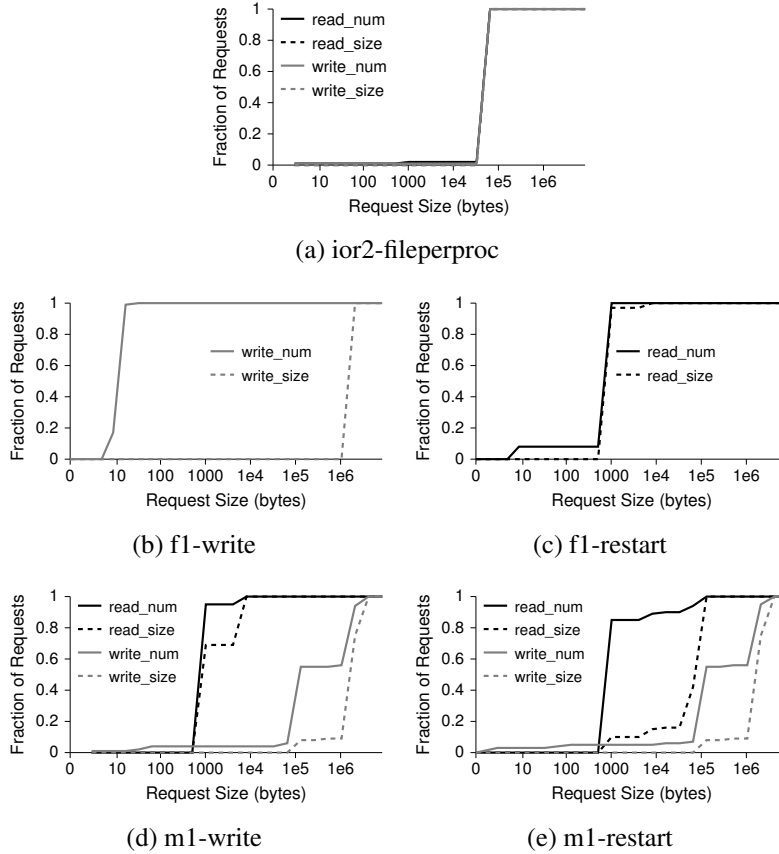 Fraction of Requests
1
0.8
0.6
0.4
0.2
0
read_num
read_size
write_num
write_size
0 10 100 1000 1e4 1e5 1e6
Request Size (bytes)
(a) ior2-fileperproc
Fraction of Requests
1
0.8
0.6
0.4
0.2
0
write_num
write_size
0 10 100 1000 1e4 1e5 1e6
Request Size (bytes)
(b) f1-write
Fraction of Requests
1
0.8
0.6
0.4
0.2
0
read_num
read_size
0 10 100 1000 1e4 1e5 1e6
Request Size (bytes)
(c) f1-restart
Fraction of Requests
1
0.8
0.6
0.4
0.2
0
read_num
read_size
write_num
write_size
0 10 100 1000 1e4 1e5 1e6
Request Size (bytes)
(d) m1-write
Fraction of Requests
1
0.8
0.6
0.4
0.2
0
read_num
read_size
write_num
write_size
0 10 100 1000 1e4 1e5 1e6
Request Size (bytes)
(e) m1-restart